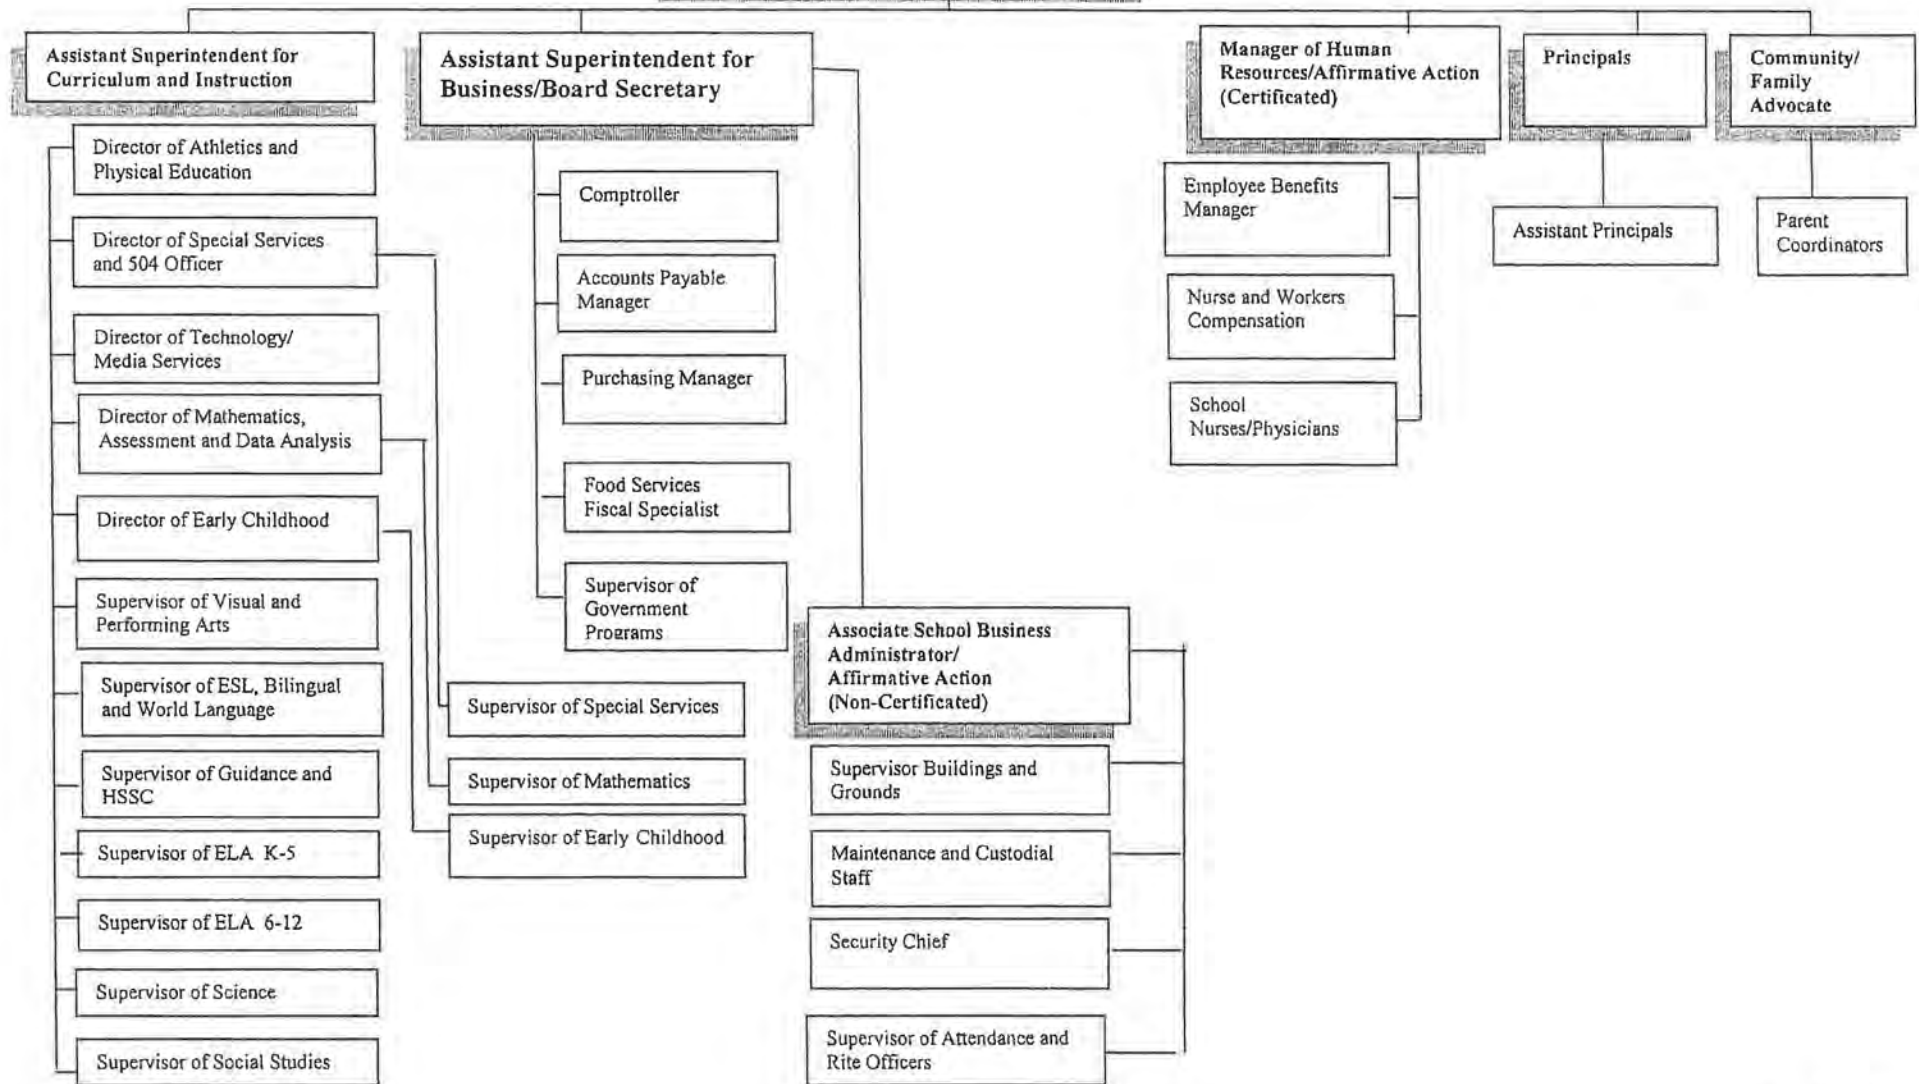 Assistant Superintendent for
Curriculum and Instruction
Director of Athletics and
Physical Education
Director of Special Services
and 504 Officer
Director of Technology/
Media Services
Director of Mathematics,
Assessment and Data Analysis
Director of Early Childhood
Supervisor of Visual and
Performing Arts
Supervisor of ESL, Bilingual
and World Language
Supervisor of Guidance and
HSSC
Supervisor of ELA K-5
Supervisor of ELA 6-12
Supervisor of Science
Supervisor of Social Studies
Supervisor of Special Services
Supervisor of Mathematics
Supervisor of Early Childhood
Assistant Superintendent for
Business/Board Secretary
Comptroller
Accounts Payable
Manager
Purchasing Manager
Food Services
Fiscal Specialist
Supervisor of
Government
Programs
Associate School Business
Administrator/
Affirmative Action
(Non-Certificated)
Supervisor Buildings and
Grounds
Maintenance and Custodial
Staff
Security Chief
Supervisor of Attendance and
Rite Officers
Manager of Human
Resources/Affirmative Action
(Certificated)
Employee Benefits
Manager
Nurse and Workers
Compensation
School
Nurses/Physicians
Principals
Assistant Principals
Community/
Family
Advocate
Parent
Coordinators